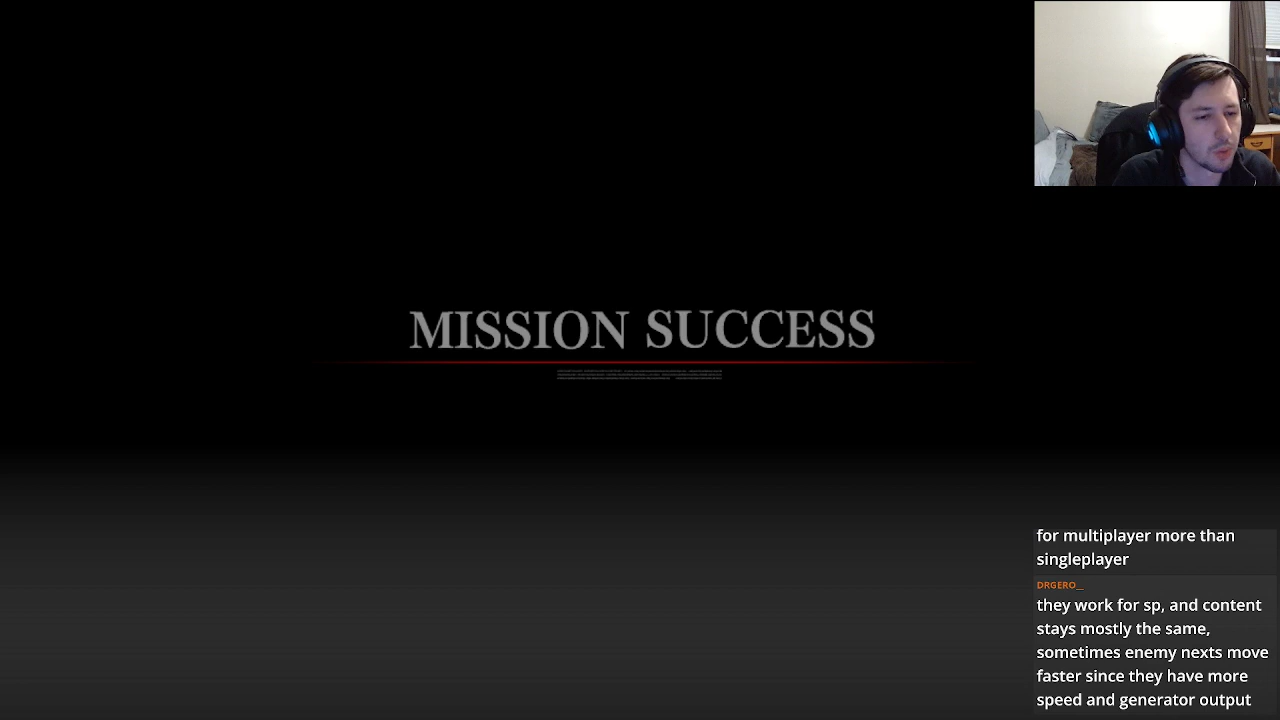 MISSION SUCCESS
for multiplayer more than
singleplayer
DRGERO__
they work for sp, and content
stays mostly the same,
sometimes enemy nexts move
faster since they have more
speed and generator output